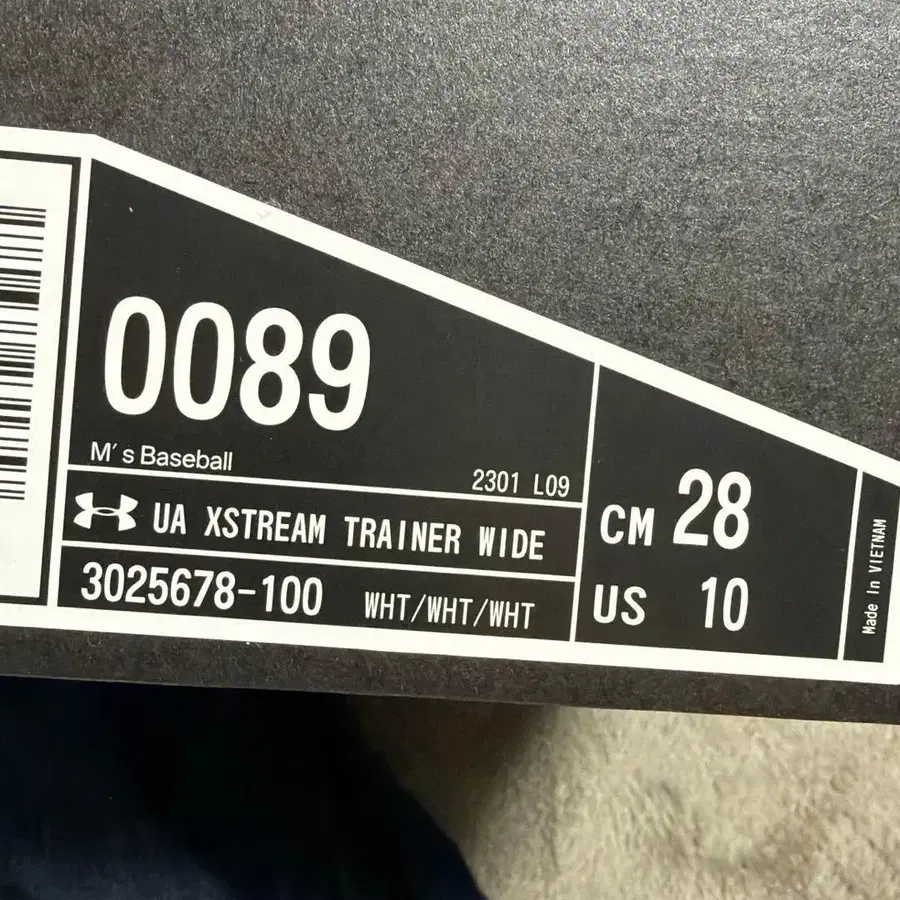 0089
M's Baseball
2301 L09
UA XSTREAM TRAINER WIDE
3025678-100 WHT/WHT/WHT
CM 28
US 10
Made In VIETNAM